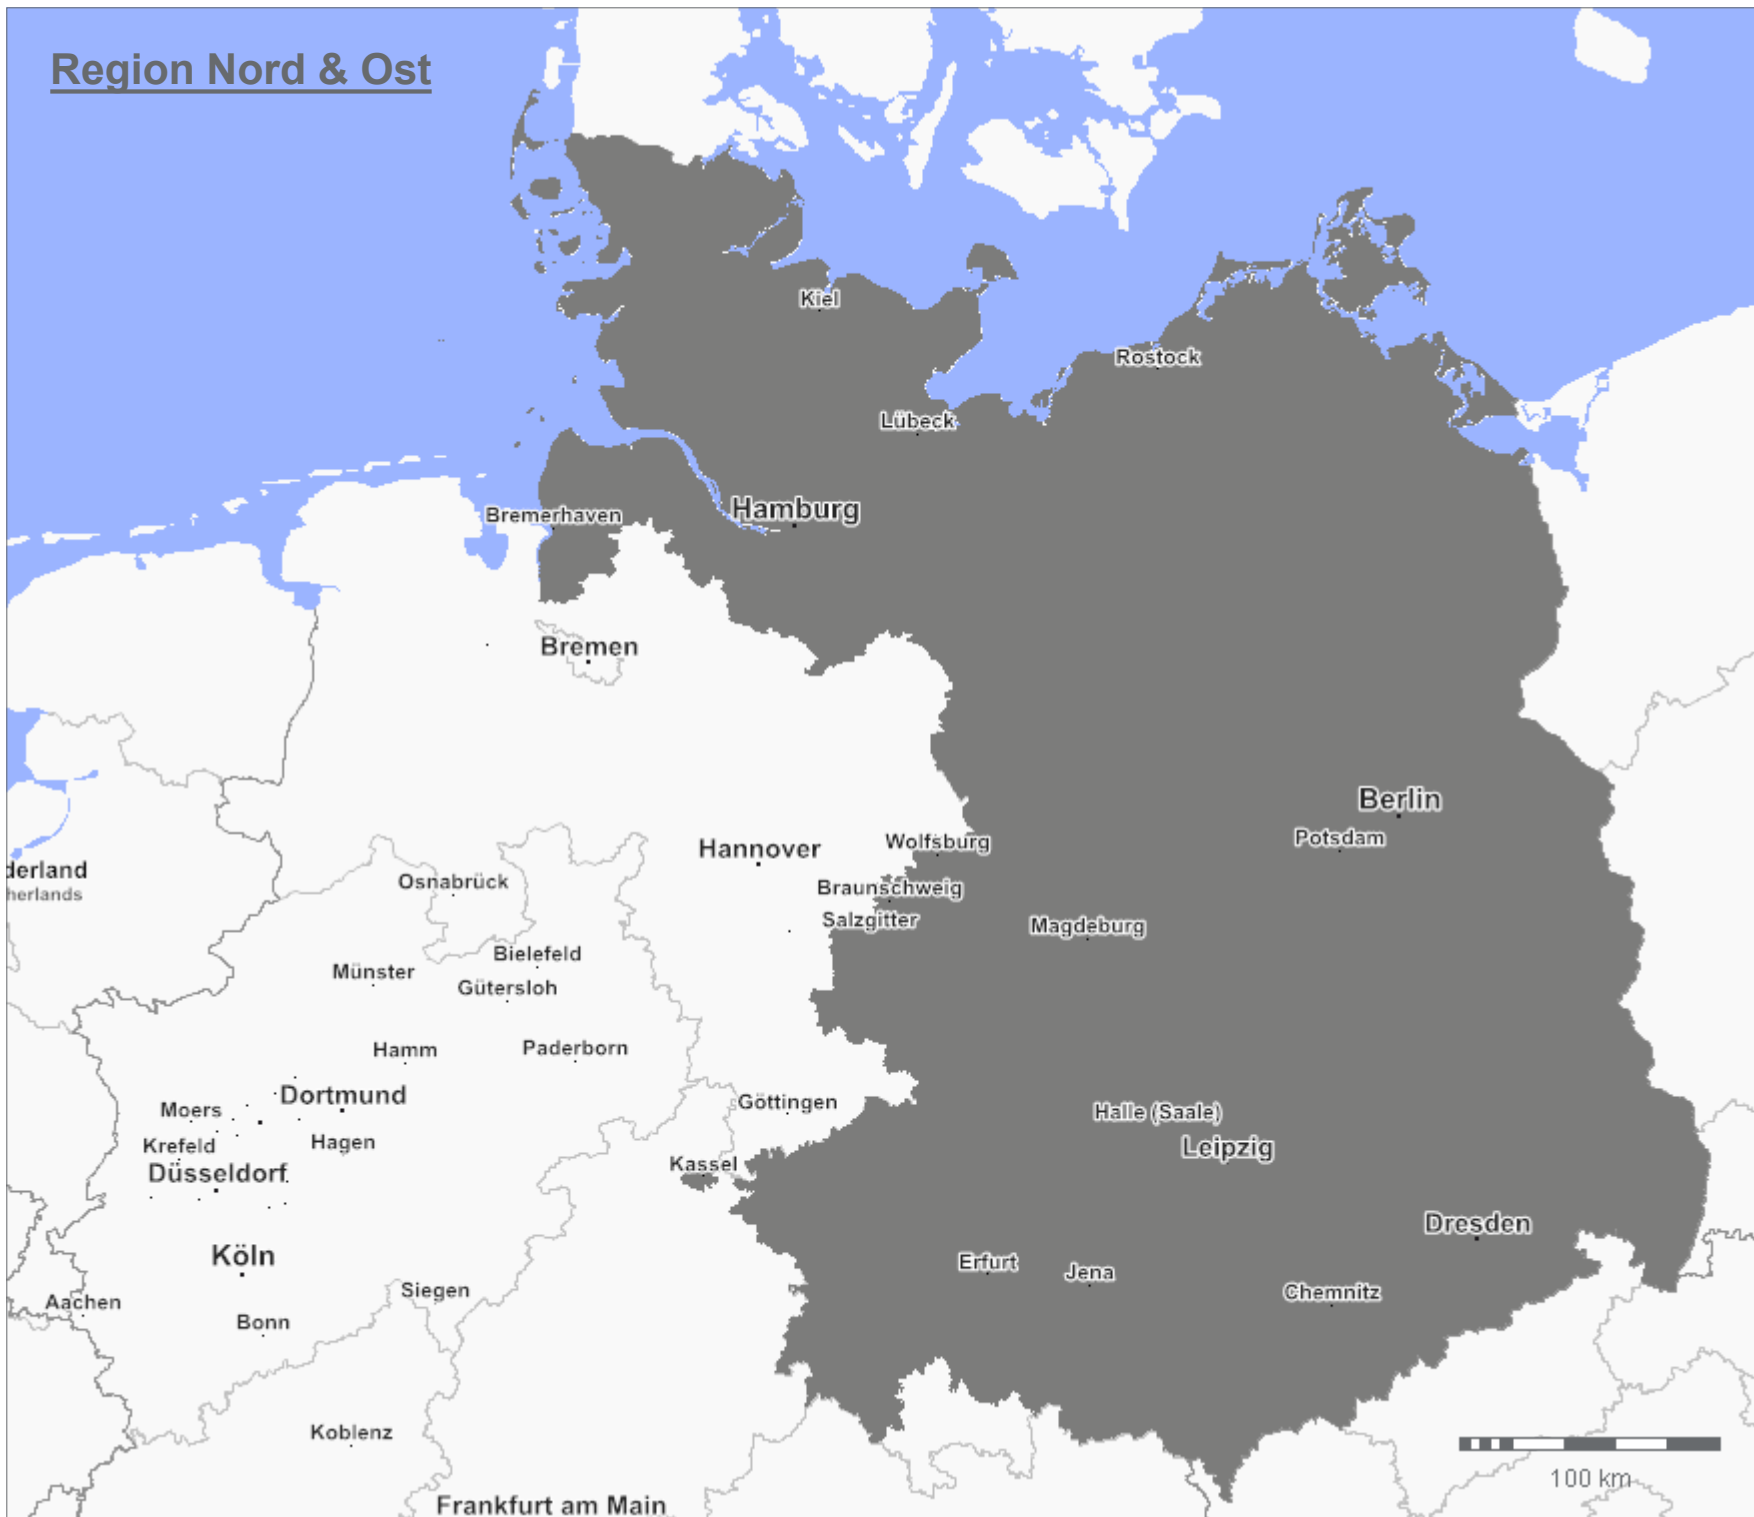 Region Nord & Ost
Kiel
Rostock
Lübeck
Hamburg
Bremerhaven
Bremen
Berlin
Potsdam
Wolfsburg
Hannover
derland
herlands
Osnabrück
Braunschweig
Salzgitter
Magdeburg
Bielefeld
Münster
Gütersloh
Hamm
Paderborn
Dortmund
Göttingen
Moers
Halle (Saale)
Krefeld
Hagen
Leipzig
Düsseldorf
Kassel
Dresden
Köln
Erfurt
Jena
Siegen
Chemnitz
Aachen
Bonn
Koblenz
100 km
Frankfurt am Main